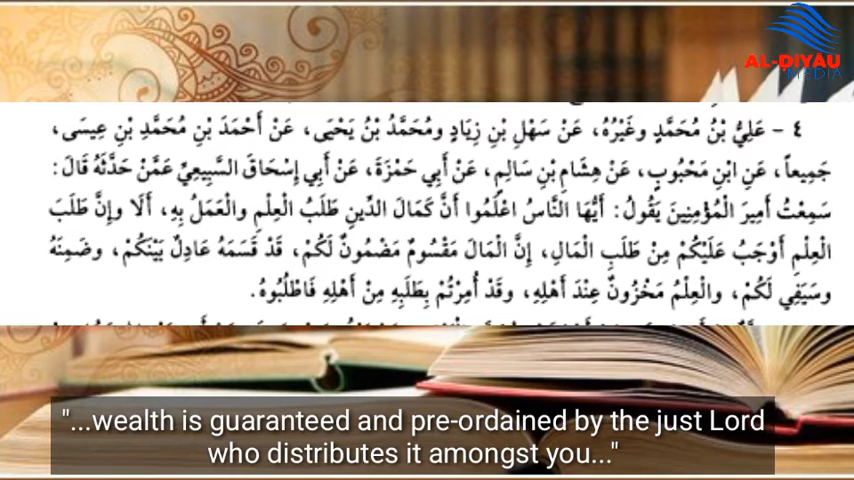 AL-ḌIYĀU
MEDIA
٤ - عَلِيُّ بْنُ مُحَمَّدٍ وغَيْرُهُ، عَنْ سَهْلِ بْنِ زِيَادٍ ومُحَمَّدُ بْنُ يَحْيَى، عَنْ أَحْمَدَ بْنِ مُحَمَّدِ بْنِ عِيسَى،
جَمِيعاً، عَنِ ابْنِ مَحْبُوبٍ، عَنْ هِشَامِ بْنِ سَالِمٍ، عَنْ أَبِي حَمْزَةَ، عَنْ أَبِي إِسْحَاقَ السَّبِيعِيِّ عَمَّنْ حَدَّثَهُ قَالَ:
سَمِعْتُ أَمِيرَ الْمُؤْمِنِينَ يَقُولُ: أَيُّهَا النَّاسُ اعْلَمُوا أَنَّ كَمَالَ الدِّينِ طَلَبُ الْعِلْمِ والْعَمَلُ بِهِ، أَلَا وإِنَّ طَلَبَ
الْعِلْمِ أَوْجَبُ عَلَيْكُمْ مِنْ طَلَبِ الْمَالِ، إِنَّ الْمَالَ مَقْسُومٌ مَضْمُونٌ لَكُمْ، قَدْ قَسَمَهُ عَادِلٌ بَيْنَكُمْ، وضَمِنَهُ
وسَيَفِي لَكُمْ، والْعِلْمُ مَخْزُونٌ عِنْدَ أَهْلِهِ، وقَدْ أُمِرْتُمْ بِطَلَبِهِ مِنْ أَهْلِهِ فَاطْلُبُوهُ.
"...wealth is guaranteed and pre-ordained by the just Lord
who distributes it amongst you..."